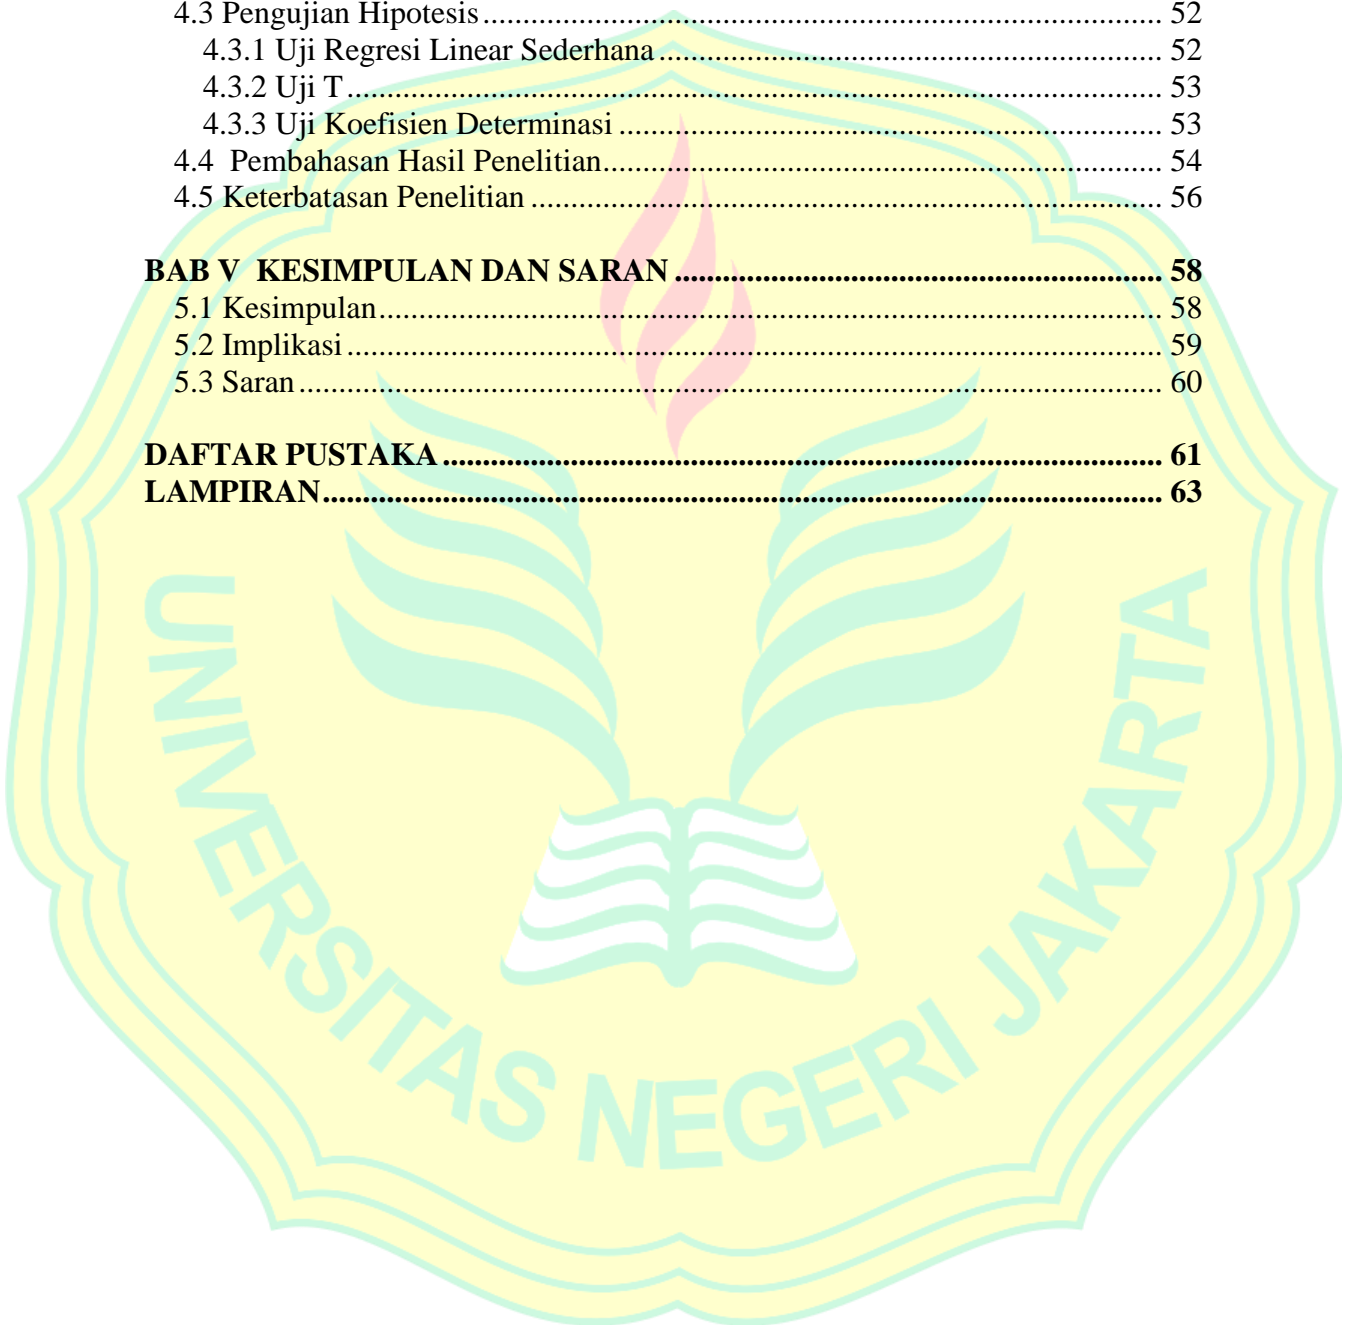 4.3 Pengujian Hipotesis..................................................................................... 52
4.3.1 Uji Regresi Linear Sederhana.................................................................. 52
4.3.2 Uji T...................................................................................................... 53
4.3.3 Uji Koefisien Determinasi....................................................................... 53
4.4  Pembahasan Hasil Penelitian...................................................................... 54
4.5 Keterbatasan Penelitian............................................................................... 56
BAB V  KESIMPULAN DAN SARAN............................................................. 58
5.1 Kesimpulan.................................................................................................. 58
5.2 Implikasi...................................................................................................... 59
5.3 Saran............................................................................................................ 60
DAFTAR PUSTAKA.......................................................................................... 61
LAMPIRAN......................................................................................................... 63
UNIVERSITAS NEGERI JAKARTA